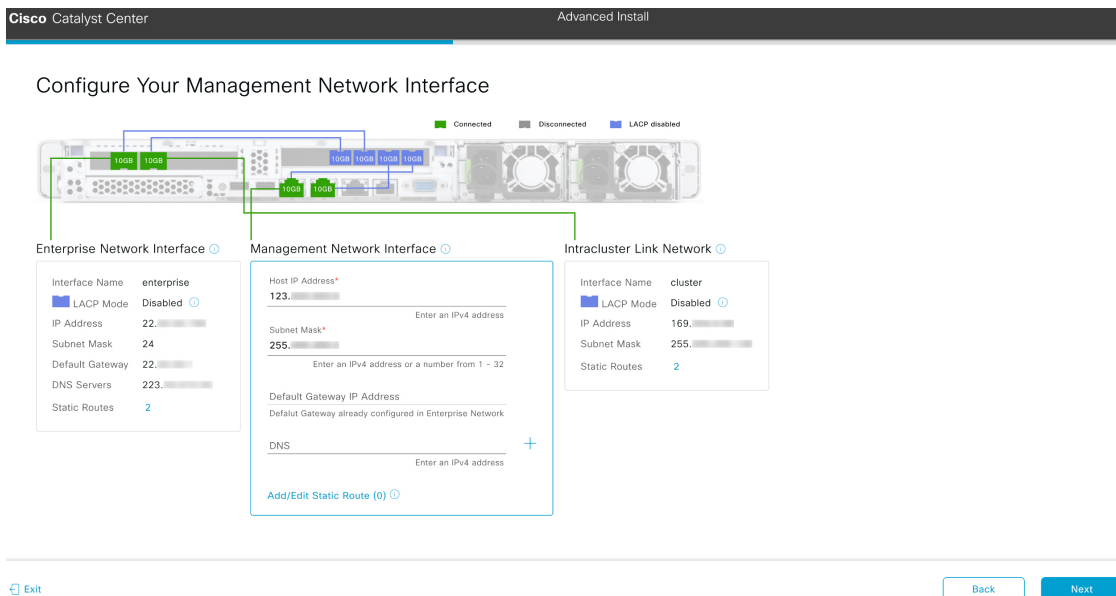 Cisco Catalyst Center
Advanced Install
Configure Your Management Network Interface
Connected Disconnected LACP disabled
10GB 10GB 10GB 10GB 10GB 10GB
10GB 10GB
Enterprise Network Interface
Interface Name enterprise
LACP Mode Disabled
IP Address 22.
Subnet Mask 24
Default Gateway 22.
DNS Servers 223.
Static Routes 2
Management Network Interface
Host IP Address*
123.
Enter an IPv4 address
Subnet Mask*
255.
Enter an IPv4 address or a number from 1 - 32
Default Gateway IP Address
Defalut Gateway already configured in Enterprise Network
DNS
Enter an IPv4 address
Add/Edit Static Route (0)
Intracluster Link Network
Interface Name cluster
LACP Mode Disabled
IP Address 169.
Subnet Mask 255.
Static Routes 2
Exit
Back
Next